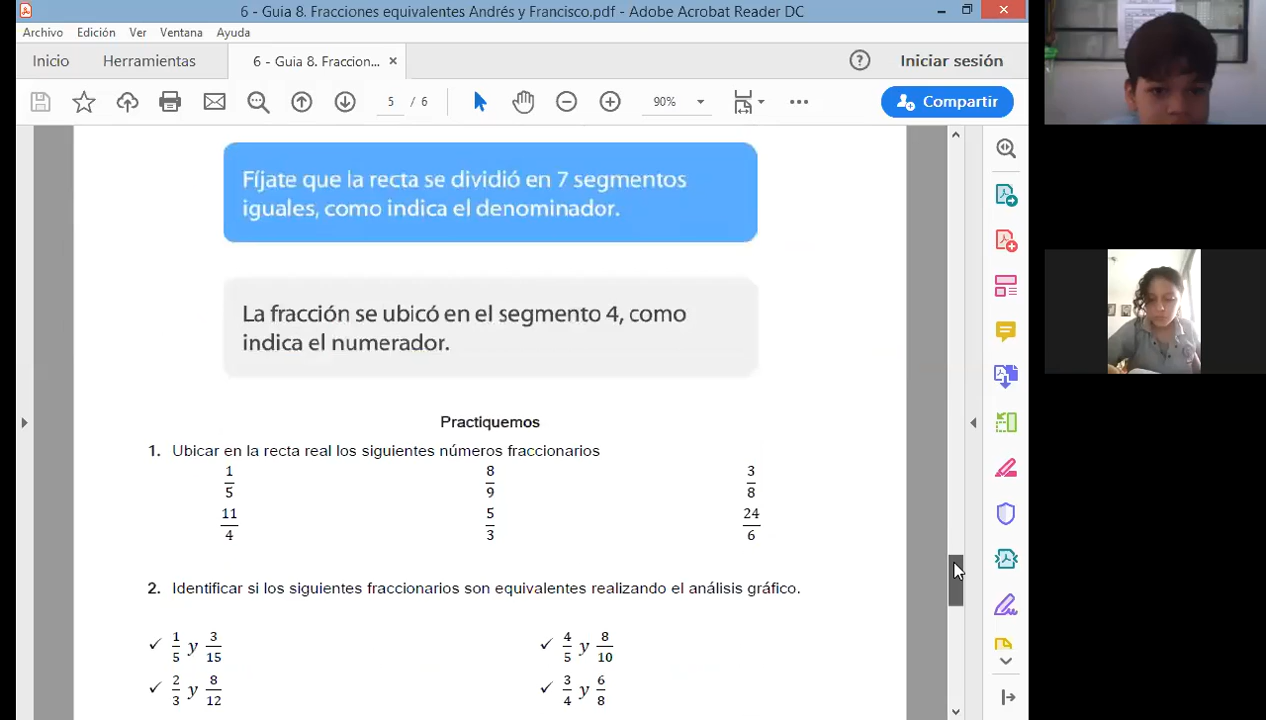 6 - Guia 8. Fracciones equivalentes Andrés y Francisco.pdf - Adobe Acrobat Reader DC
Archivo Edición Ver Ventana Ayuda
Inicio Herramientas 6 - Guia 8. Fraccion... × Iniciar sesión
5 / 6 90% Compartir
Fíjate que la recta se dividió en 7 segmentos
iguales, como indica el denominador.
La fracción se ubicó en el segmento 4, como
indica el numerador.
Practiquemos
1. Ubicar en la recta real los siguientes números fraccionarios
1/5 8/9 3/8
11/4 5/3 24/6
2. Identificar si los siguientes fraccionarios son equivalentes realizando el análisis gráfico.
✓ 1/5 y 3/15 ✓ 4/5 y 8/10
✓ 2/3 y 8/12 ✓ 3/4 y 6/8